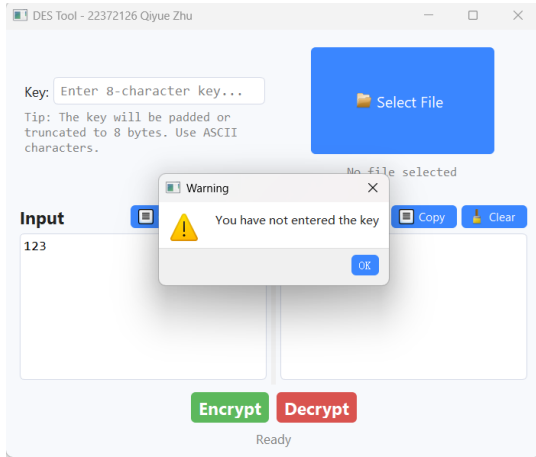 DES Tool - 22372126 Qiyue Zhu
Key:
Enter 8-character key...
Tip: The key will be padded or
truncated to 8 bytes. Use ASCII
characters.
Select File
No file selected
Warning
You have not entered the key
OK
Input
Copy
Clear
123
Encrypt
Decrypt
Ready